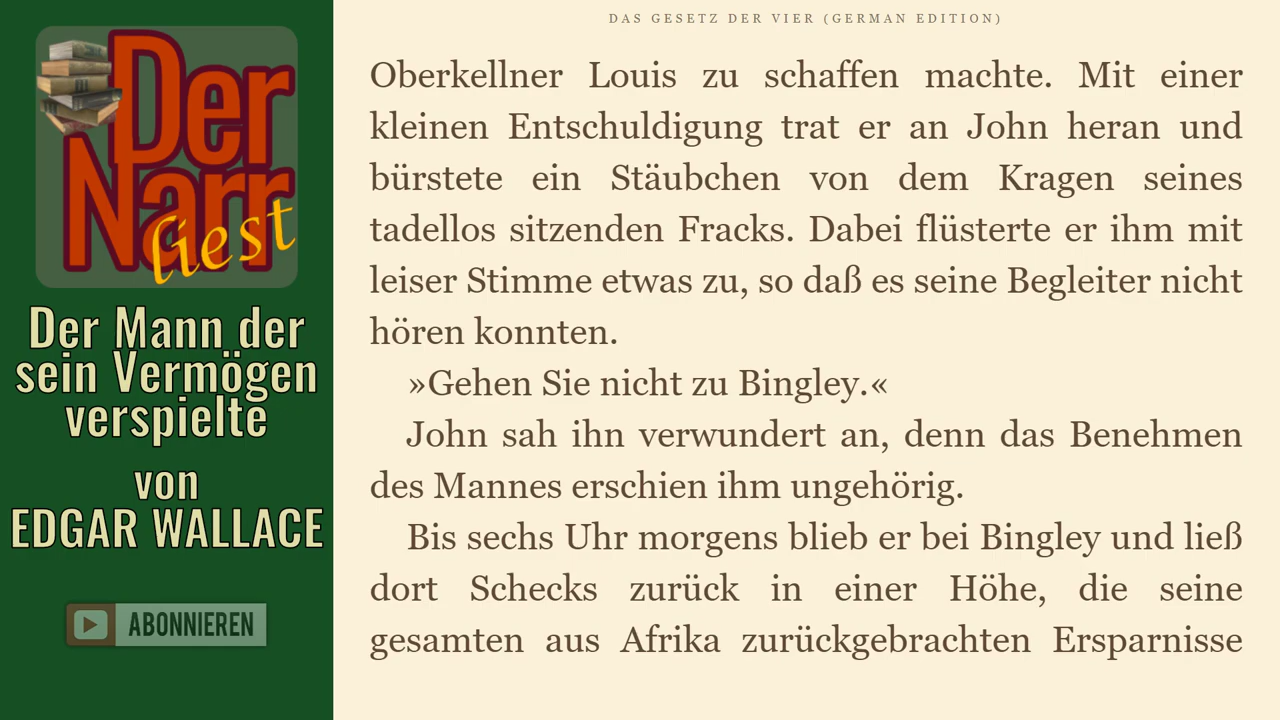 Der
Narr
liest
Der Mann der
sein Vermögen
verspielte
von
EDGAR WALLACE
ABONNIEREN
DAS GESETZ DER VIER (GERMAN EDITION)
Oberkellner Louis zu schaffen machte. Mit einer
kleinen Entschuldigung trat er an John heran und
bürstete ein Stäubchen von dem Kragen seines
tadellos sitzenden Fracks. Dabei flüsterte er ihm mit
leiser Stimme etwas zu, so daß es seine Begleiter nicht
hören konnten.
»Gehen Sie nicht zu Bingley.«
John sah ihn verwundert an, denn das Benehmen
des Mannes erschien ihm ungehörig.
Bis sechs Uhr morgens blieb er bei Bingley und ließ
dort Schecks zurück in einer Höhe, die seine
gesamten aus Afrika zurückgebrachten Ersparnisse